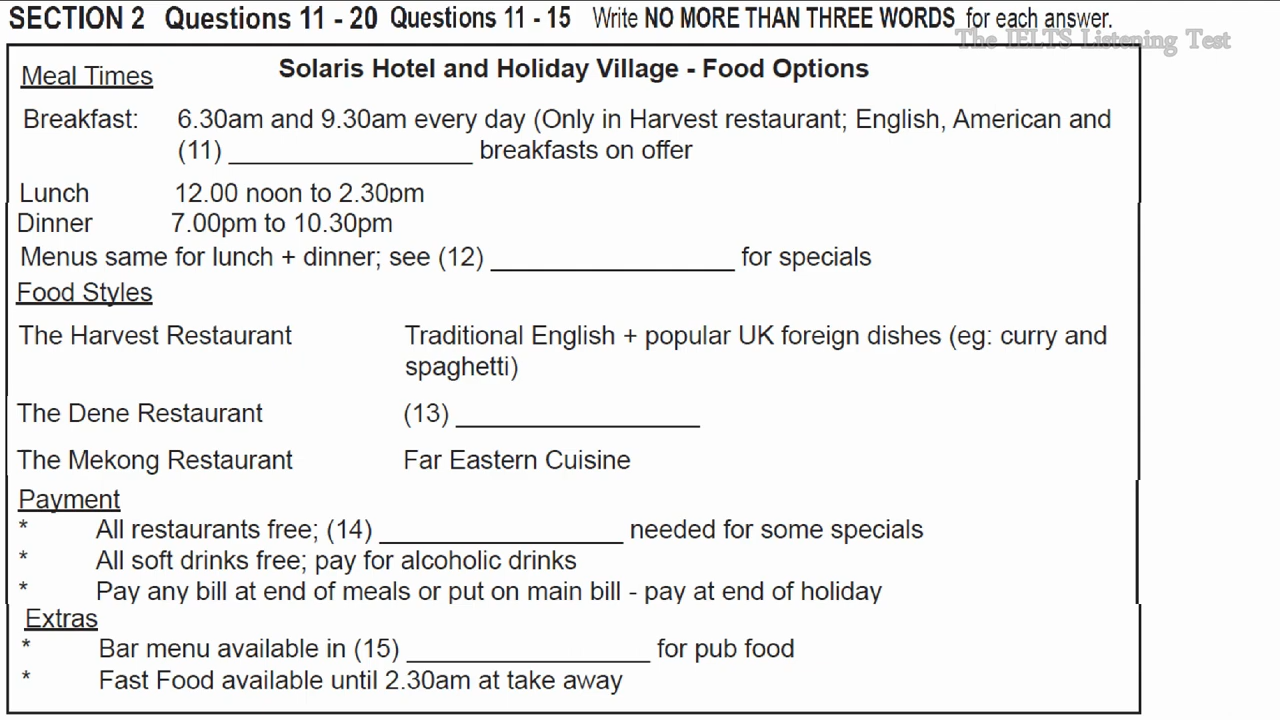 SECTION 2 Questions 11 - 20 Questions 11 - 15 Write NO MORE THAN THREE WORDS for each answer.
The IELTS Listening Test
Solaris Hotel and Holiday Village - Food Options
Meal Times
Breakfast: 6.30am and 9.30am every day (Only in Harvest restaurant; English, American and
(11) _________________ breakfasts on offer
Lunch 12.00 noon to 2.30pm
Dinner 7.00pm to 10.30pm
Menus same for lunch + dinner; see (12) _________________ for specials
Food Styles
The Harvest Restaurant Traditional English + popular UK foreign dishes (eg: curry and
spaghetti)
The Dene Restaurant (13) _________________
The Mekong Restaurant Far Eastern Cuisine
Payment
* All restaurants free; (14) _________________ needed for some specials
* All soft drinks free; pay for alcoholic drinks
* Pay any bill at end of meals or put on main bill - pay at end of holiday
Extras
* Bar menu available in (15) _________________ for pub food
* Fast Food available until 2.30am at take away